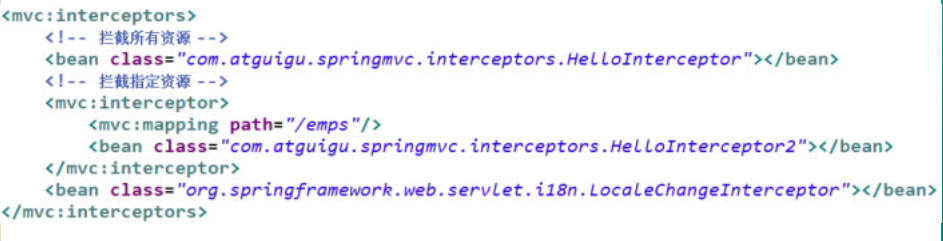 <mvc:interceptors>
<!-- 拦截所有资源 -->
<bean class="com.atguigu.springmvc.interceptors.HelloInterceptor"></bean>
<!-- 拦截指定资源 -->
<mvc:interceptor>
<mvc:mapping path="/emps"/>
<bean class="com.atguigu.springmvc.interceptors.HelloInterceptor2"></bean>
</mvc:interceptor>
<bean class="org.springframework.web.servlet.i18n.LocaleChangeInterceptor"></bean>
</mvc:interceptors>